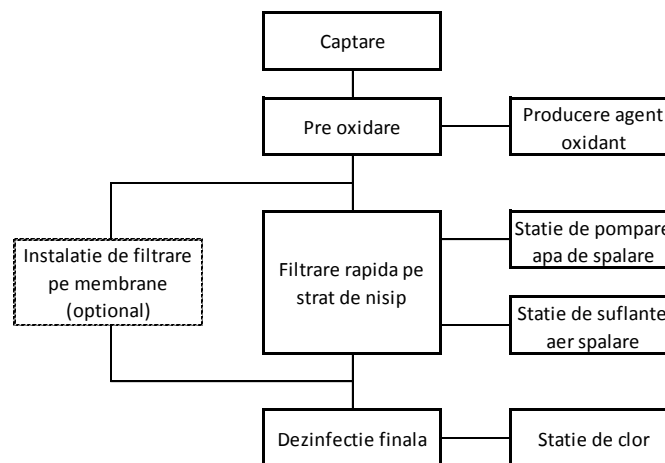 Captare
Pre oxidare
Producere agent
oxidant
Instalatie de filtrare
pe membrane
(optional)
Filtrare rapida pe
strat de nisip
Statie de pompare
apa de spalare
Statie de suflante
aer spalare
Dezinfectie finala
Statie de clor